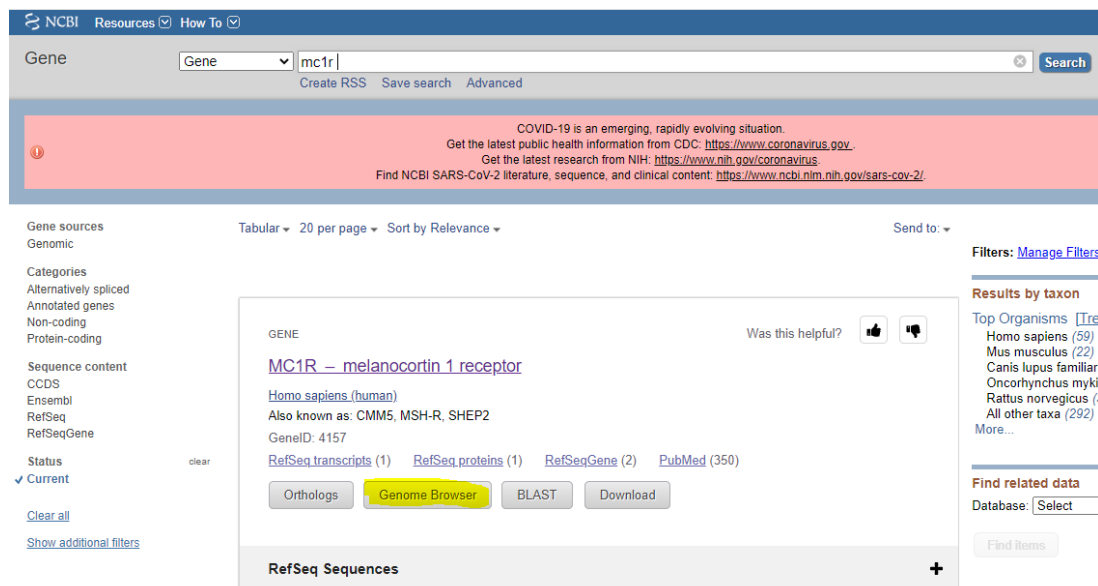 NCBI Resources How To
Gene
Gene
mc1r
Search
Create RSS Save search Advanced
COVID-19 is an emerging, rapidly evolving situation.
Get the latest public health information from CDC: https://www.coronavirus.gov .
Get the latest research from NIH: https://www.nih.gov/coronavirus.
Find NCBI SARS-CoV-2 literature, sequence, and clinical content: https://www.ncbi.nlm.nih.gov/sars-cov-2/.
Gene sources
Genomic
Categories
Alternatively spliced
Annotated genes
Non-coding
Protein-coding
Sequence content
CCDS
Ensembl
RefSeq
RefSeqGene
Status clear
Current
Clear all
Show additional filters
Tabular 20 per page Sort by Relevance
Send to:
GENE
Was this helpful?
MC1R – melanocortin 1 receptor
Homo sapiens (human)
Also known as: CMM5, MSH-R, SHEP2
GeneID: 4157
RefSeq transcripts (1) RefSeq proteins (1) RefSeqGene (2) PubMed (350)
Orthologs Genome Browser BLAST Download
RefSeq Sequences +
Filters: Manage Filters
Results by taxon
Top Organisms [Tre
Homo sapiens (59)
Mus musculus (22)
Canis lupus familiar
Oncorhynchus myki
Rattus norvegicus (
All other taxa (292)
More...
Find related data
Database: Select
Find items